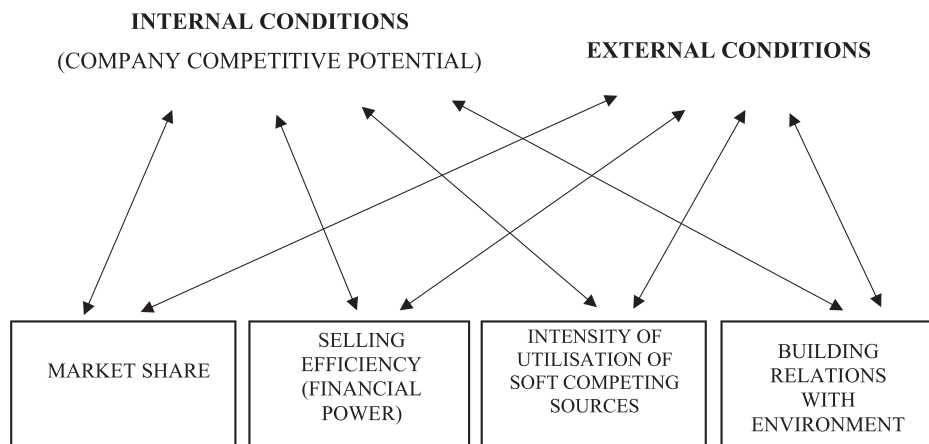 INTERNAL CONDITIONS
(COMPANY COMPETITIVE POTENTIAL)
EXTERNAL CONDITIONS
MARKET SHARE
SELLING
EFFICIENCY
(FINANCIAL
POWER)
INTENSITY OF
UTILISATION OF
SOFT COMPETING
SOURCES
BUILDING
RELATIONS
WITH
ENVIRONMENT